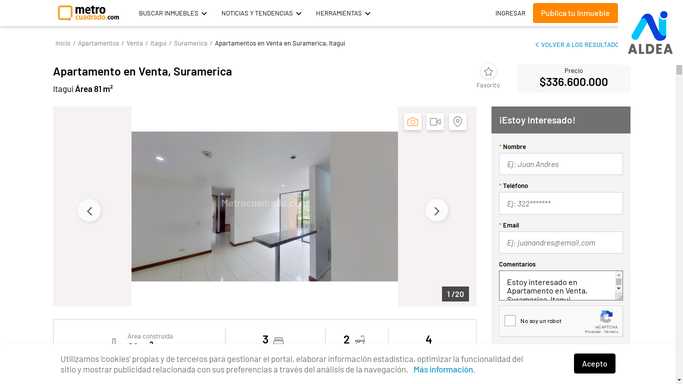 metro
cuadrado.com
BUSCAR INMUEBLES
NOTICIAS Y TENDENCIAS
HERRAMIENTAS
INGRESAR
Publica tu Inmueble
AI
ALDEA
Inicio / Apartamentos / Venta / Itagui / Suramerica / Apartamentos en Venta en Suramerica, Itagui
VOLVER A LOS RESULTADO
Apartamento en Venta, Suramerica
Itagui Área 81 m²
Favorito
Precio
$336.600.000
Metrocuadrado.com
1 /20
¡Estoy Interesado!
* Nombre
Ej: Juan Andres
* Teléfono
Ej: 322*******
* Email
Ej: juanandres@email.com
Comentarios
Estoy interesado en
Apartamento en Venta,
Suramerica, Itagui
No soy un robot
reCAPTCHA
Privacidad - Términos
Área construida
3
2
4
Utilizamos 'cookies' propias y de terceros para gestionar el portal, elaborar información estadística, optimizar la funcionalidad del
sitio y mostrar publicidad relacionada con sus preferencias a través del análisis de la navegación. Más información.
Acepto